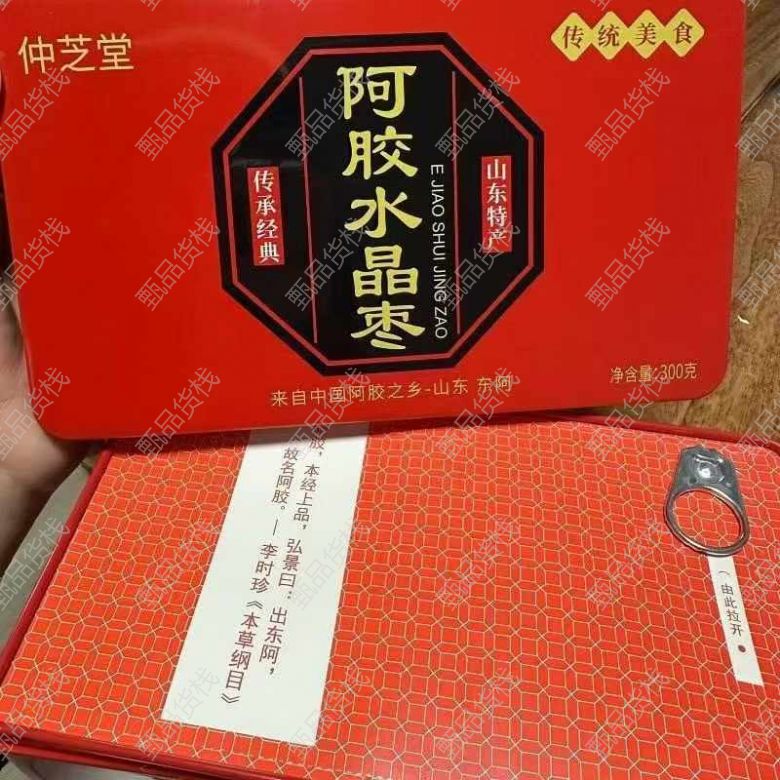 仲芝堂
传统美食
阿胶水晶枣
E JIAO SHUI JING ZAO
传承经典
山东特产
来自中国阿胶之乡-山东 东阿
净含量:300克
胶，本经上品，弘景曰：出东阿，
故名阿胶。—李时珍《本草纲目》
由此拉开
甄品货栈